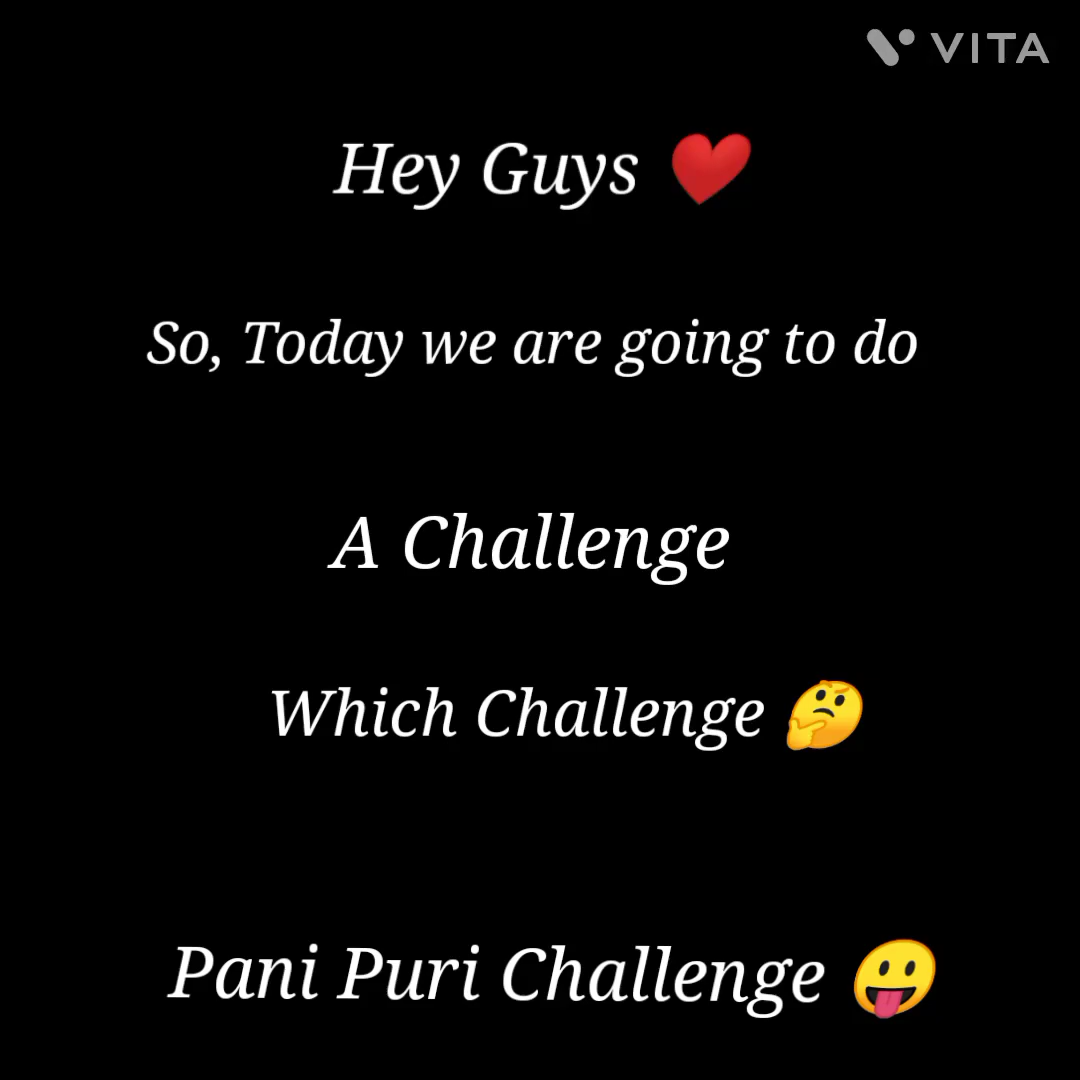 VITA
Hey Guys ❤️
So, Today we are going to do
A Challenge
Which Challenge 🤔
Pani Puri Challenge 😛